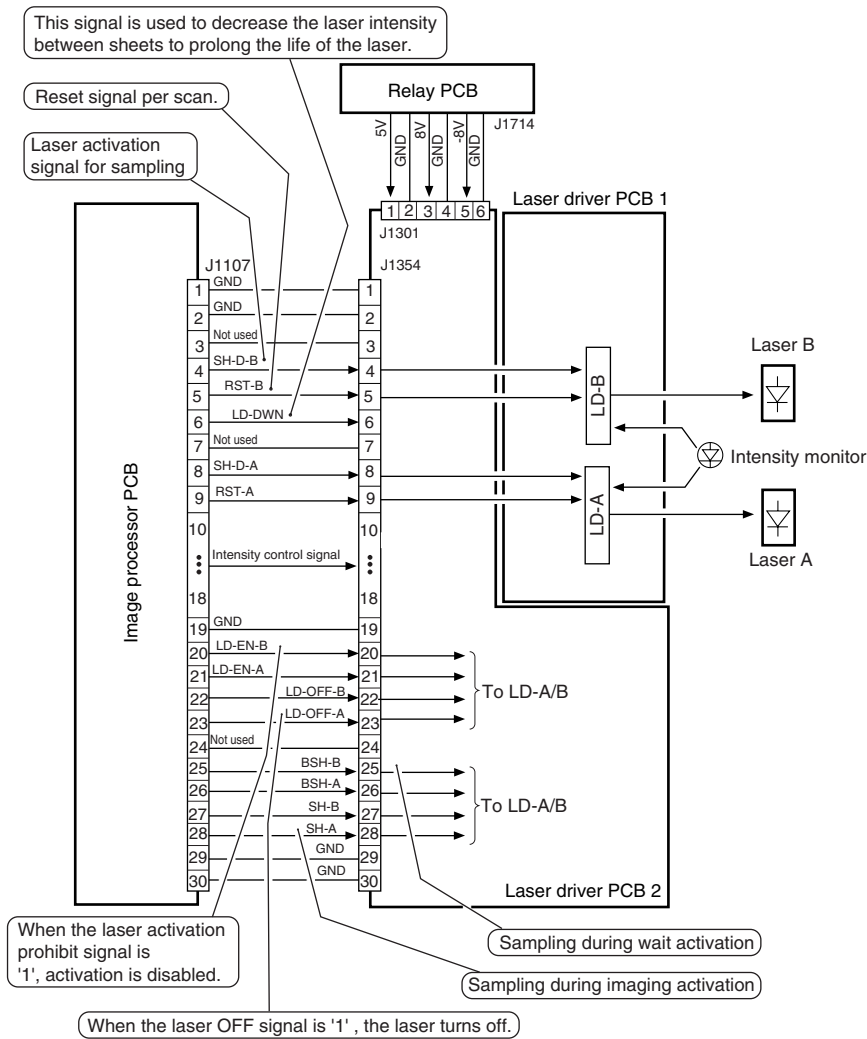 This signal is used to decrease the laser intensity
between sheets to prolong the life of the laser.
Reset signal per scan.
Laser activation
signal for sampling
Relay PCB
J1714
5V
GND
8V
GND
-8V
GND
1 2 3 4 5 6
J1301
J1354
Laser driver PCB 1
J1107
Image processor PCB
1 GND 1
2 GND 2
3 Not used 3
4 SH-D-B 4
5 RST-B 5
6 LD-DWN 6
7 Not used 7
8 SH-D-A 8
9 RST-A 9
10 10
Intensity control signal
18 18
19 GND 19
20 LD-EN-B 20
21 LD-EN-A 21
22 LD-OFF-B 22
23 LD-OFF-A 23
24 Not used 24
25 BSH-B 25
26 BSH-A 26
27 SH-B 27
28 SH-A 28
29 GND 29
30 GND 30
LD-B
LD-A
Laser B
Intensity monitor
Laser A
To LD-A/B
To LD-A/B
Laser driver PCB 2
When the laser activation
prohibit signal is
'1', activation is disabled.
Sampling during wait activation
Sampling during imaging activation
When the laser OFF signal is '1' , the laser turns off.